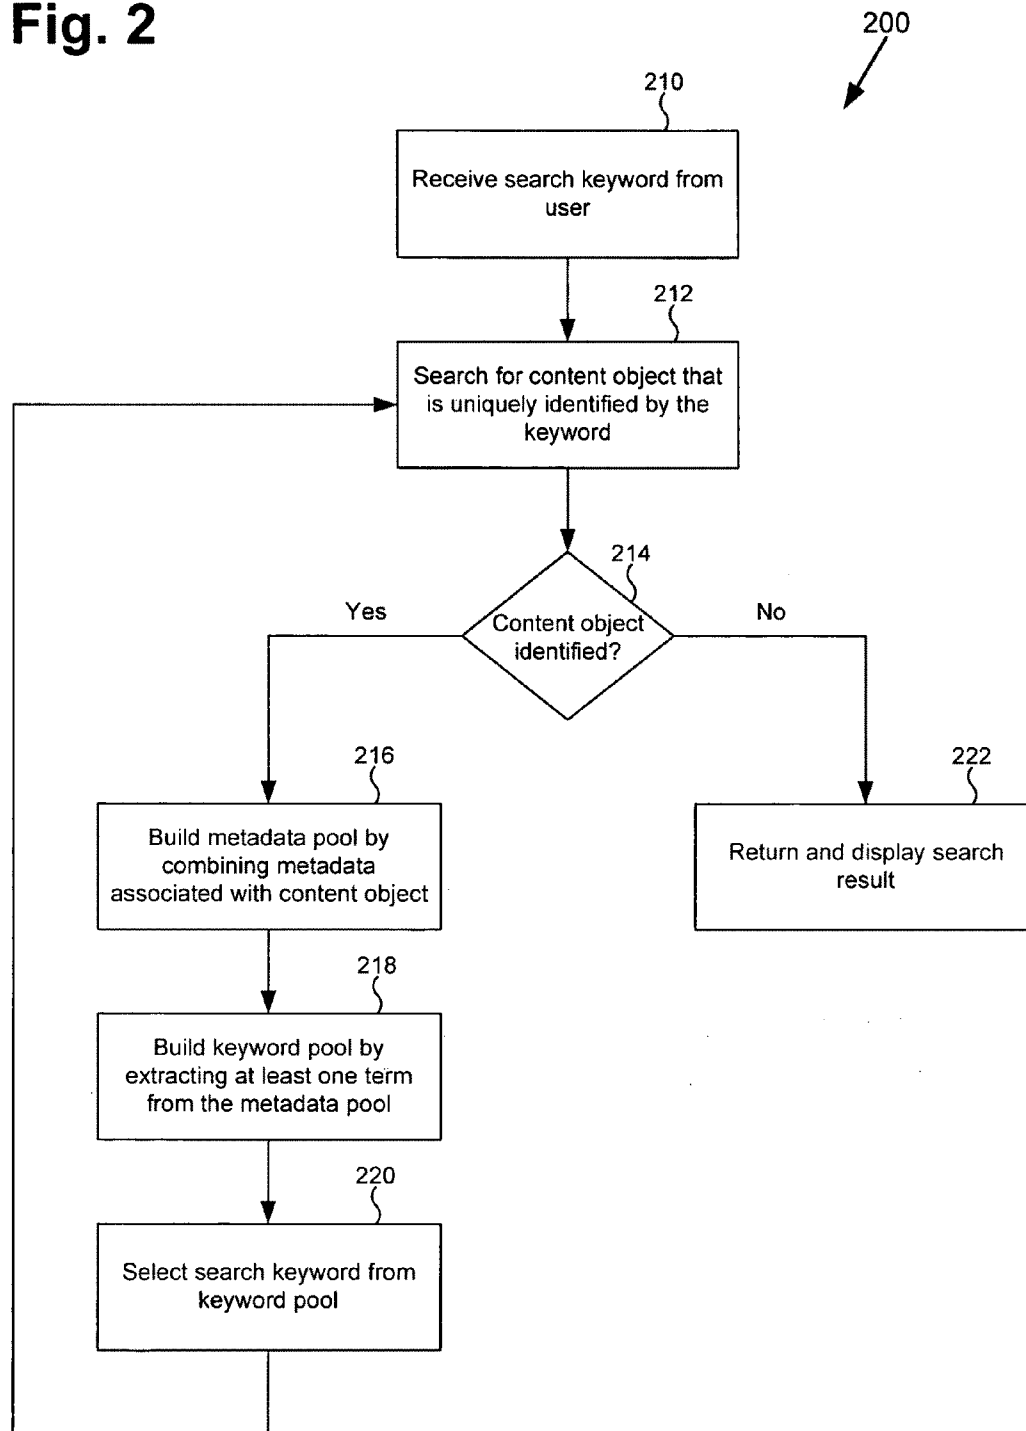 Fig. 2
200
210
Receive search keyword from
user
212
Search for content object that
is uniquely identified by the
keyword
214
Content object
identified?
Yes
No
216
Build metadata pool by
combining metadata
associated with content object
222
Return and display search
result
218
Build keyword pool by
extracting at least one term
from the metadata pool
220
Select search keyword from
keyword pool